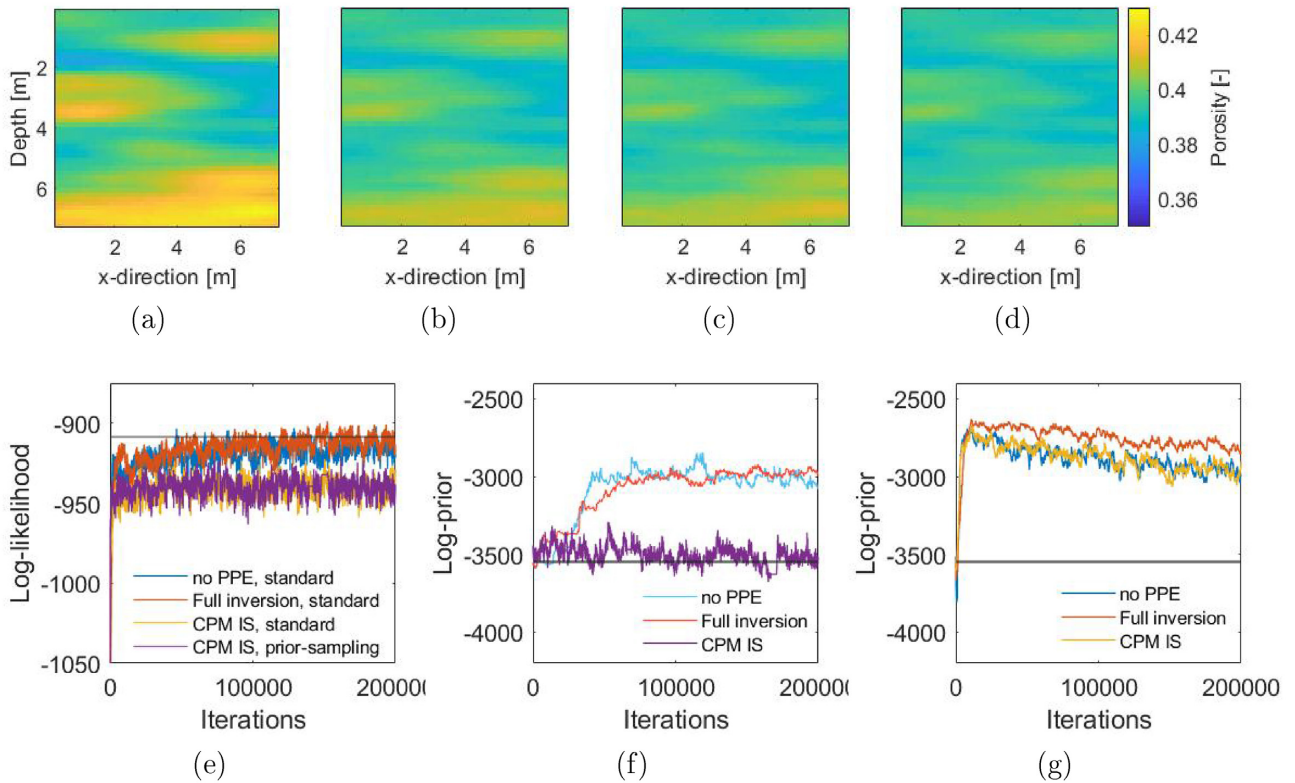 2
4
6
Depth [m]
2 4 6
x-direction [m]
(a)
2 4 6
x-direction [m]
(b)
2 4 6
x-direction [m]
(c)
2 4 6
x-direction [m]
(d)
0.42
0.4
0.38
0.36
Porosity [-]
-900
-950
-1000
-1050
Log-likelihood
no PPE, standard
Full inversion, standard
CPM IS, standard
CPM IS, prior-sampling
0 100000 200000
Iterations
(e)
-2500
-3000
-3500
-4000
Log-prior
no PPE
Full inversion
CPM IS
0 100000 200000
Iterations
(f)
-2500
-3000
-3500
-4000
Log-prior
no PPE
Full inversion
CPM IS
0 100000 200000
Iterations
(g)